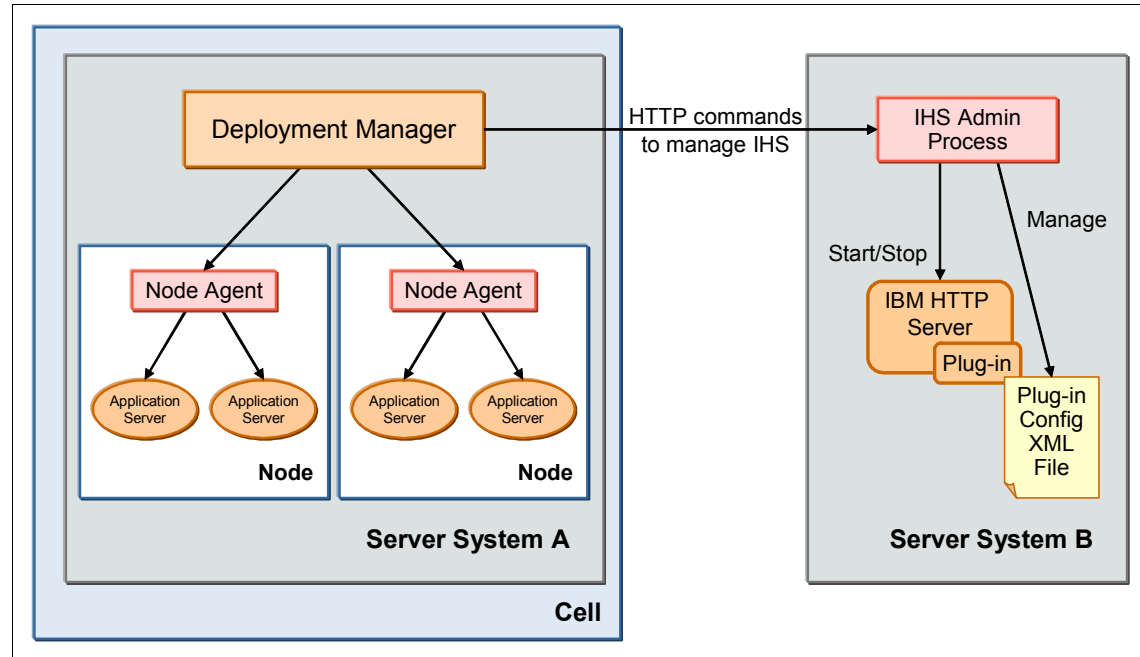 Deployment Manager
HTTP commands
to manage IHS
IHS Admin
Process
Manage
Start/Stop
Node Agent
Node Agent
IBM HTTP
Server
Plug-in
Application
Server
Application
Server
Application
Server
Application
Server
Plug-in
Config
XML
File
Node
Node
Server System A
Server System B
Cell